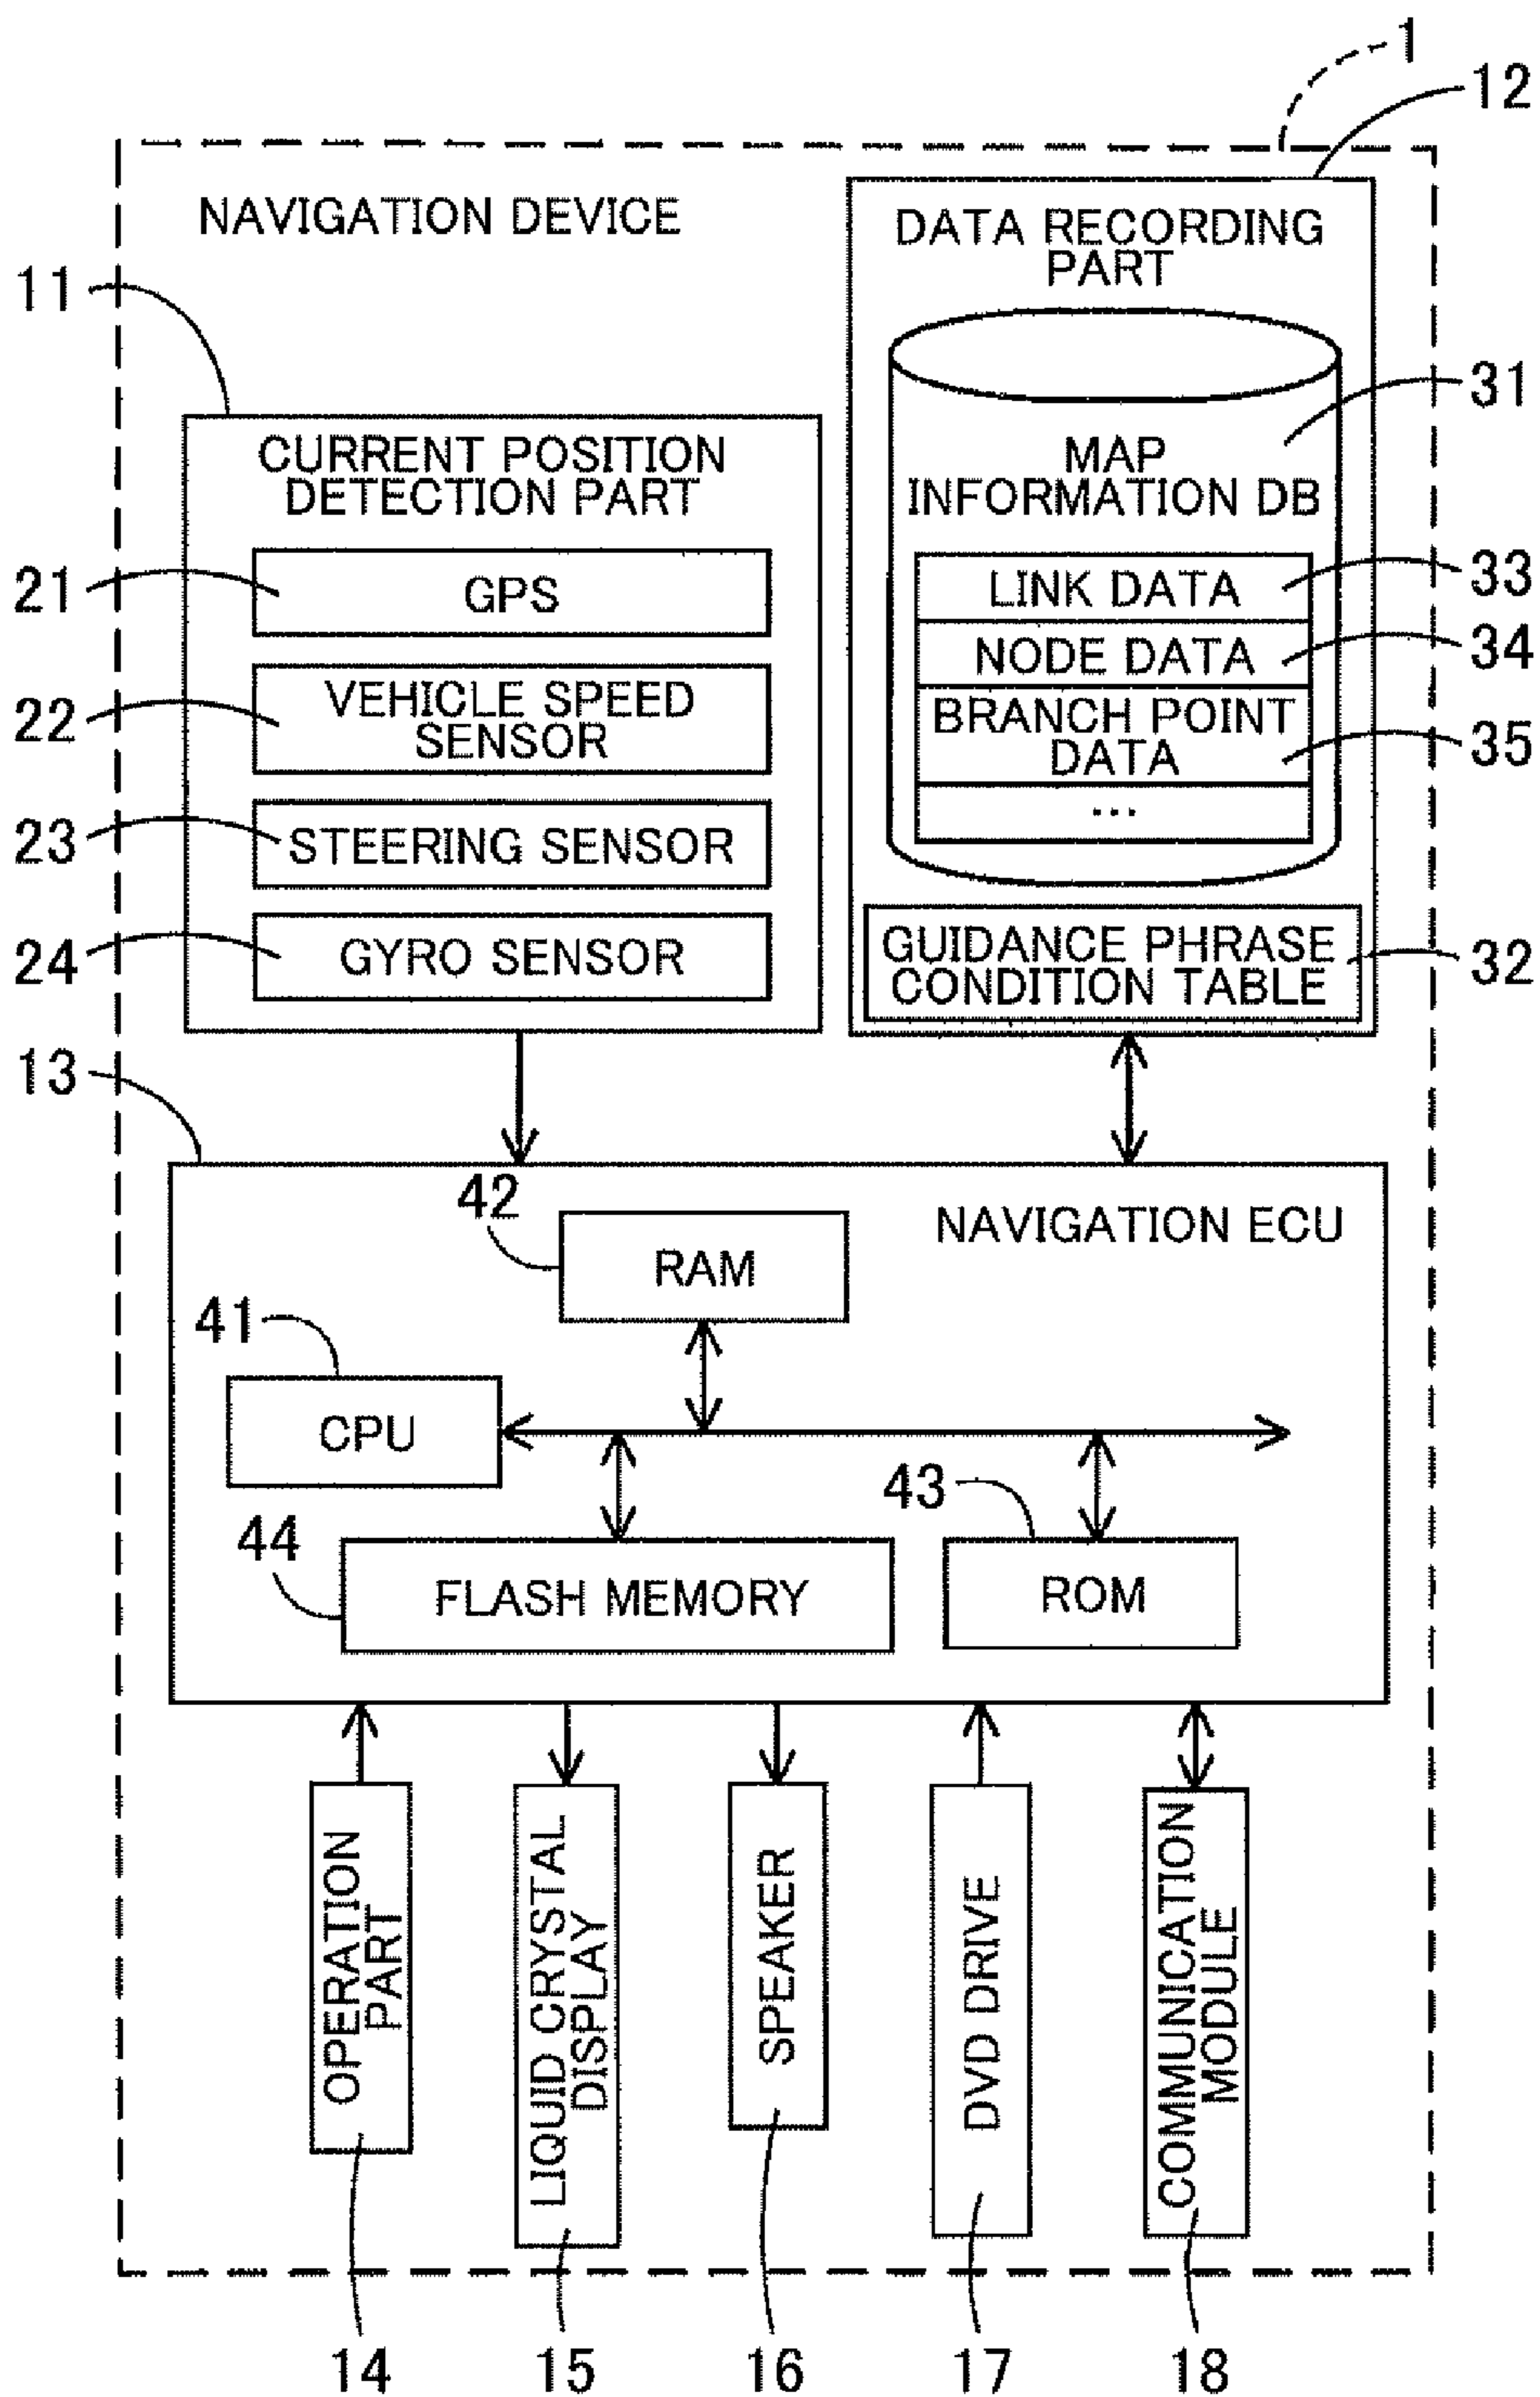 1
12
NAVIGATION DEVICE
DATA RECORDING
PART
11
31
CURRENT POSITION
DETECTION PART
MAP
INFORMATION DB
21
GPS
LINK DATA
33
NODE DATA
34
22
VEHICLE SPEED
SENSOR
BRANCH POINT
DATA
35
...
23
STEERING SENSOR
24
GYRO SENSOR
GUIDANCE PHRASE
CONDITION TABLE
32
13
42
NAVIGATION ECU
RAM
41
CPU
43
44
FLASH MEMORY
ROM
OPERATION
PART
LIQUID CRYSTAL
DISPLAY
SPEAKER
DVD DRIVE
COMMUNICATION
MODULE
14
15
16
17
18